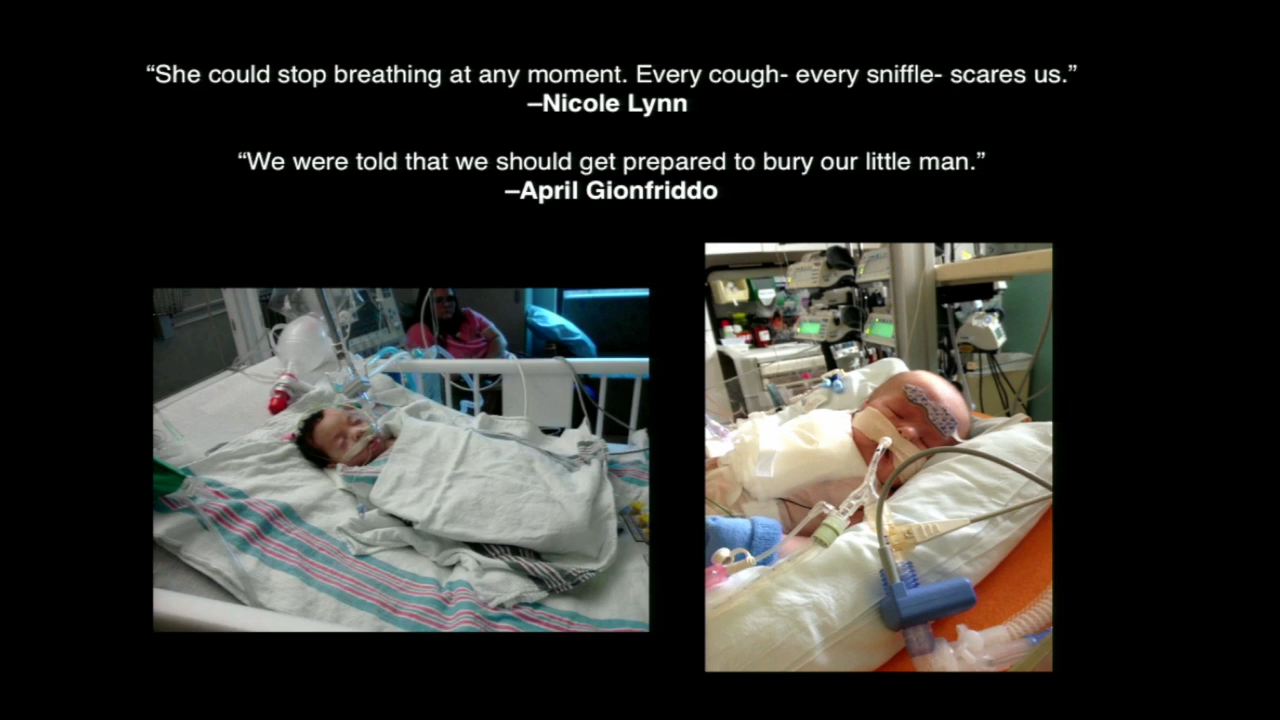 “She could stop breathing at any moment. Every cough- every sniffle- scares us.”
–Nicole Lynn
“We were told that we should get prepared to bury our little man.”
–April Gionfriddo